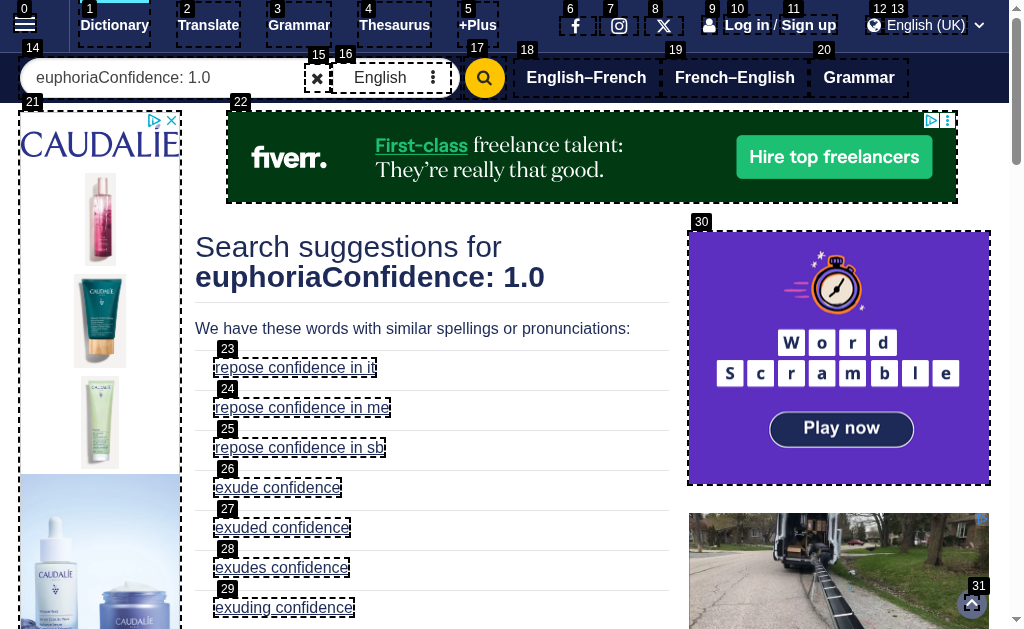 0 1 2 3 4 5 6 7 8 9 10 11 12 13
Dictionary Translate Grammar Thesaurus +Plus Log in / Sign up English (UK)
14 15 16 17 18 19 20
euphoriaConfidence: 1.0 English English–French French–English Grammar
21 22
CAUDALÍE
fiverr.
First-class freelance talent:
They're really that good.
Hire top freelancers
30
Search suggestions for
euphoriaConfidence: 1.0
We have these words with similar spellings or pronunciations:
23
repose confidence in it
24
repose confidence in me
25
repose confidence in sb
26
exude confidence
27
exuded confidence
28
exudes confidence
29
exuding confidence
Word
Scramble
Play now
31
CAUDALÍE
CAUDALÍE
CAUDALÍE
CAUDALÍE